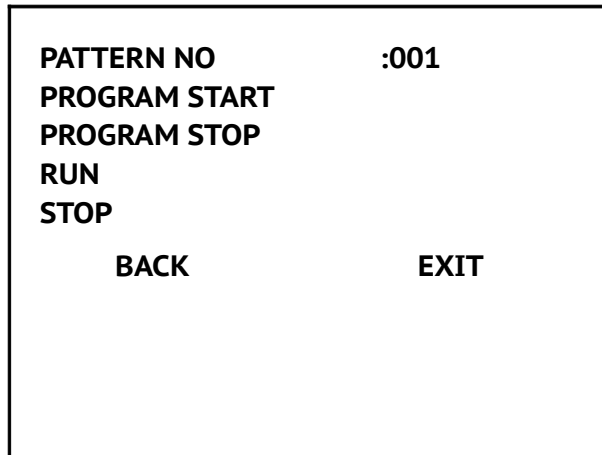 PATTERN NO :001
PROGRAM START
PROGRAM STOP
RUN
STOP
BACK EXIT